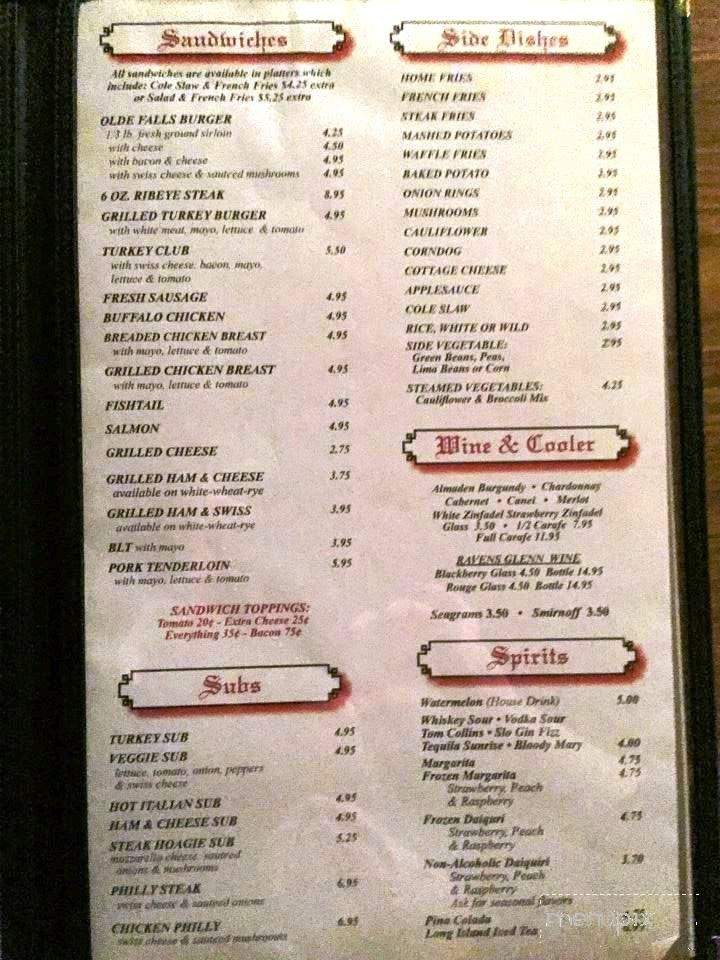 Sandwiches
All sandwiches are available in platters which
include: Cole Slaw & French Fries $4.25 extra
or Salad & French Fries $5.25 extra
OLDE FALLS BURGER
1/3 lb. fresh ground sirloin 4.25
with cheese 4.50
with bacon & cheese 4.95
with swiss cheese & sauteed mushrooms 4.95
6 OZ. RIBEYE STEAK 8.95
GRILLED TURKEY BURGER 4.95
with white meat, mayo, lettuce & tomato
TURKEY CLUB 5.50
with swiss cheese, bacon, mayo,
lettuce & tomato
FRESH SAUSAGE 4.95
BUFFALO CHICKEN 4.95
BREADED CHICKEN BREAST 4.95
with mayo, lettuce & tomato
GRILLED CHICKEN BREAST 4.95
with mayo, lettuce & tomato
FISHTAIL 4.95
SALMON 4.95
GRILLED CHEESE 2.75
GRILLED HAM & CHEESE 3.75
available on white-wheat-rye
GRILLED HAM & SWISS 3.95
available on white-wheat-rye
BLT with mayo 3.95
PORK TENDERLOIN 5.95
with mayo, lettuce & tomato
SANDWICH TOPPINGS:
Tomato 20¢ - Extra Cheese 25¢
Everything 35¢ - Bacon 75¢
Subs
TURKEY SUB 4.95
VEGGIE SUB 4.95
lettuce, tomato, onion, peppers
& swiss cheese
HOT ITALIAN SUB 4.95
HAM & CHEESE SUB 4.95
STEAK HOAGIE SUB 5.25
mozzarella cheese, sauteed
onions & mushrooms
PHILLY STEAK 6.95
swiss cheese & sauteed onions
CHICKEN PHILLY 6.95
swiss cheese & sauteed mushrooms
Side Dishes
HOME FRIES 2.95
FRENCH FRIES 2.95
STEAK FRIES 2.95
MASHED POTATOES 2.95
WAFFLE FRIES 2.95
BAKED POTATO 2.95
ONION RINGS 2.95
MUSHROOMS 2.95
CAULIFLOWER 2.95
CORNDOG 2.95
COTTAGE CHEESE 2.95
APPLESAUCE 2.95
COLE SLAW 2.95
RICE, WHITE OR WILD 2.95
SIDE VEGETABLE: 2.95
Green Beans, Peas,
Lima Beans or Corn
STEAMED VEGETABLES: 4.25
Cauliflower & Broccoli Mix
Wine & Cooler
Almaden Burgundy • Chardonnay
Cabernet • Canei • Merlot
White Zinfadel Strawberry Zinfadel
Glass 3.50 • 1/2 Carafe 7.95
Full Carafe 11.95
RAVENS GLENN WINE
Blackberry Glass 4.50 Bottle 14.95
Rouge Glass 4.50 Bottle 14.95
Seagrams 3.50 • Smirnoff 3.50
Spirits
Watermelon (House Drink) 5.00
Whiskey Sour • Vodka Sour
Tom Collins • Slo Gin Fizz
Tequila Sunrise • Bloody Mary 4.00
Margarita 4.75
Frozen Margarita 4.75
Strawberry, Peach
& Raspberry
Frozen Daiquri 4.75
Strawberry, Peach
& Raspberry
Non-Alcoholic Daiquiri 3.70
Strawberry, Peach
& Raspberry
Ask for seasonal flavors
Pina Colada
Long Island Iced Tea
menupix